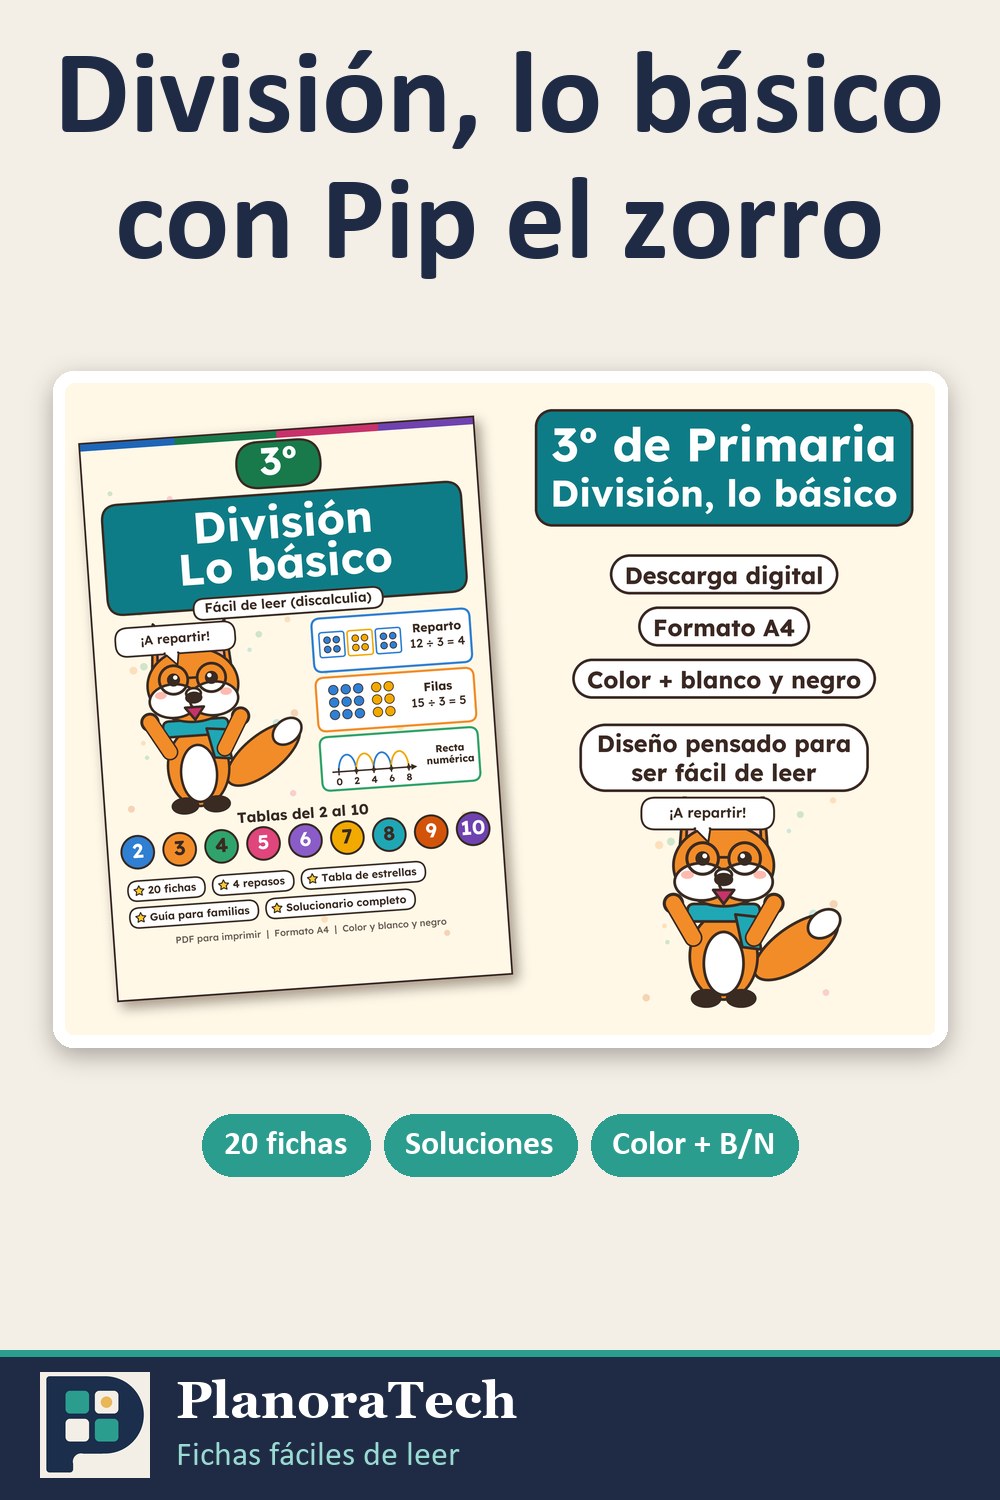 División, lo básico
con Pip el zorro
3º
División
Lo básico
Fácil de leer (discalculia)
¡A repartir!
Reparto
12 ÷ 3 = 4
Filas
15 ÷ 3 = 5
Recta
numérica
0 2 4 6 8
Tablas del 2 al 10
2 3 4 5 6 7 8 9 10
20 fichas
4 repasos
Tabla de estrellas
Guía para familias
Solucionario completo
PDF para imprimir | Formato A4 | Color y blanco y negro
3º de Primaria
División, lo básico
Descarga digital
Formato A4
Color + blanco y negro
Diseño pensado para
ser fácil de leer
¡A repartir!
20 fichas
Soluciones
Color + B/N
PlanoraTech
Fichas fáciles de leer